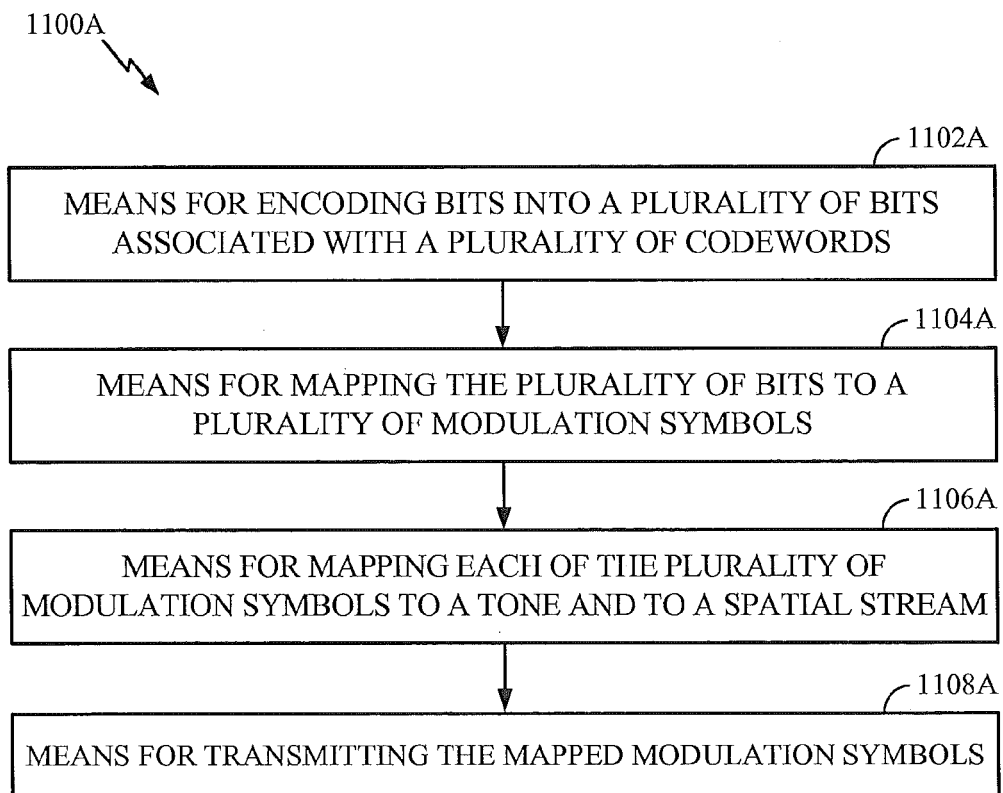 1100A
1102A
MEANS FOR ENCODING BITS INTO A PLURALITY OF BITS
ASSOCIATED WITH A PLURALITY OF CODEWORDS
1104A
MEANS FOR MAPPING THE PLURALITY OF BITS TO A
PLURALITY OF MODULATION SYMBOLS
1106A
MEANS FOR MAPPING EACH OF THE PLURALITY OF
MODULATION SYMBOLS TO A TONE AND TO A SPATIAL STREAM
1108A
MEANS FOR TRANSMITTING THE MAPPED MODULATION SYMBOLS